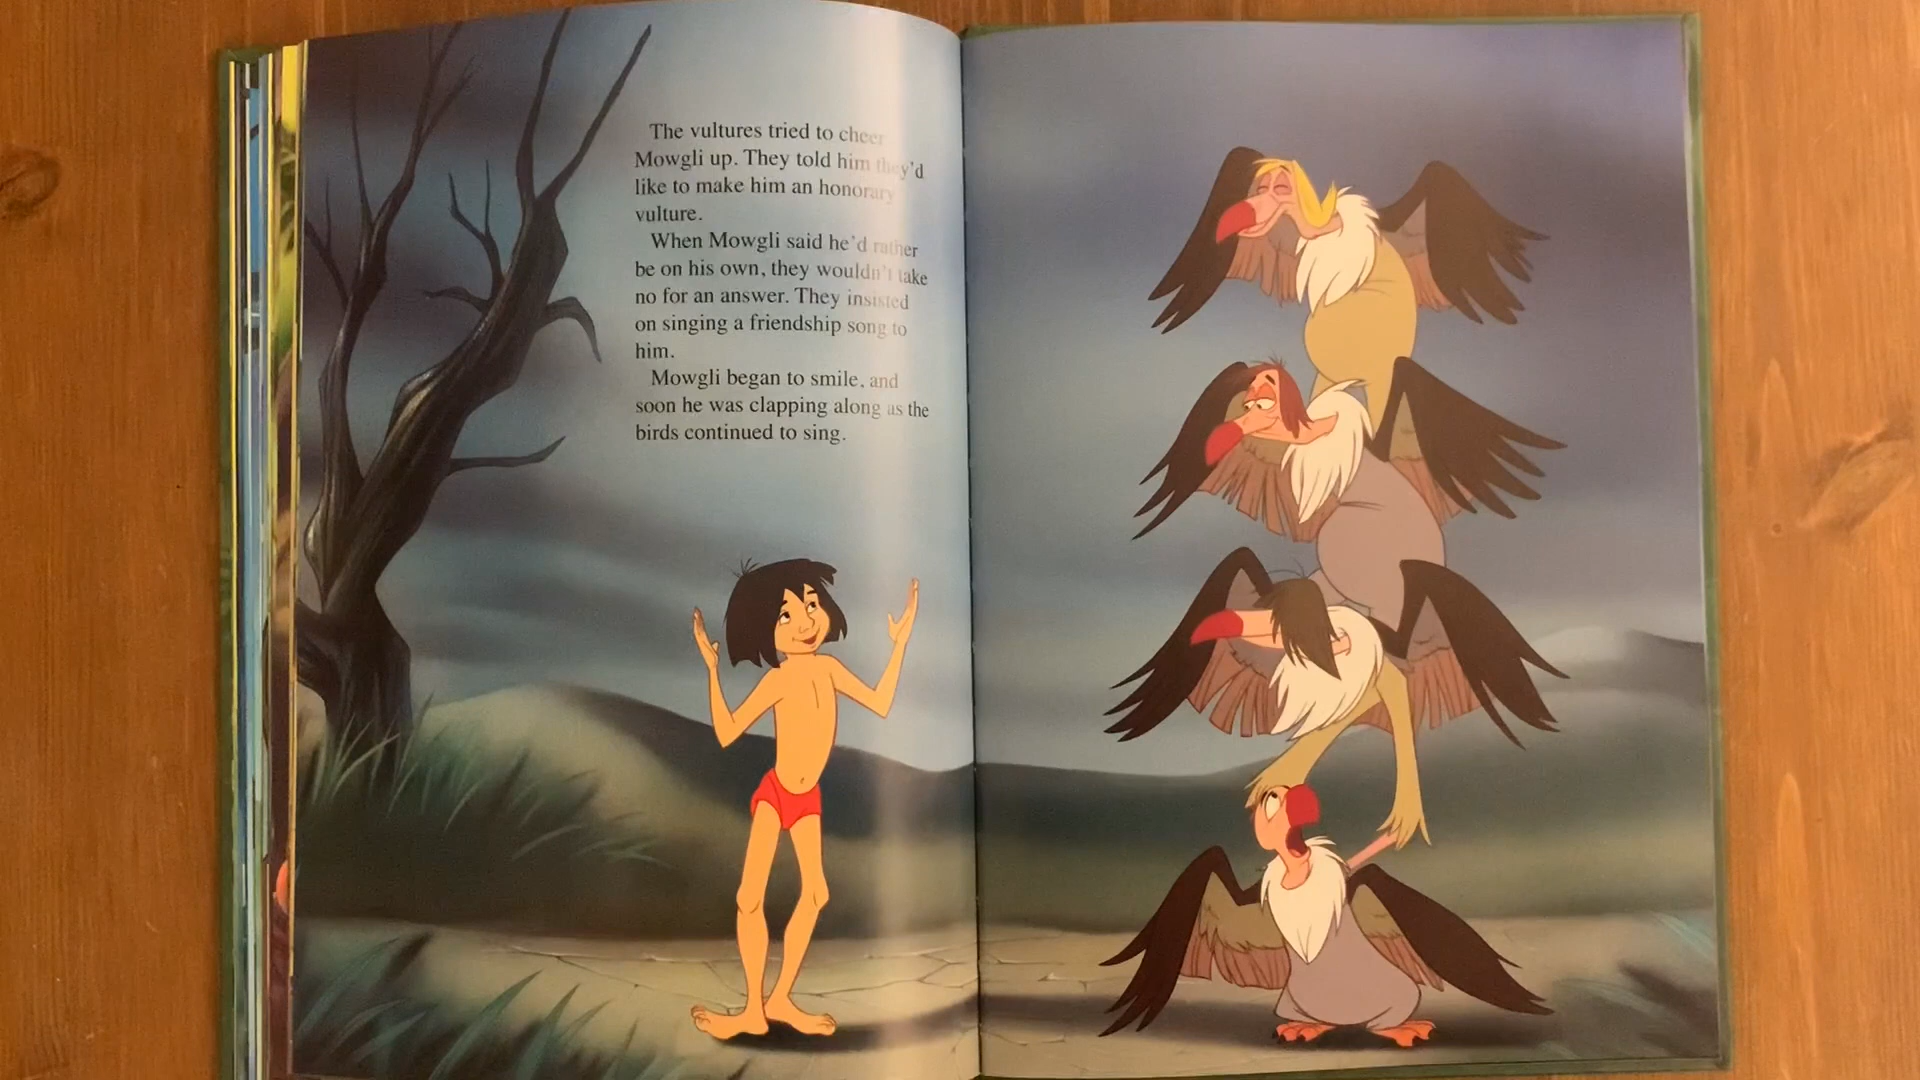 The vultures tried to cheer
Mowgli up. They told him they'd
like to make him an honorary
vulture.
When Mowgli said he'd rather
be on his own, they wouldn't take
no for an answer. They insisted
on singing a friendship song to
him.
Mowgli began to smile, and
soon he was clapping along as the
birds continued to sing.